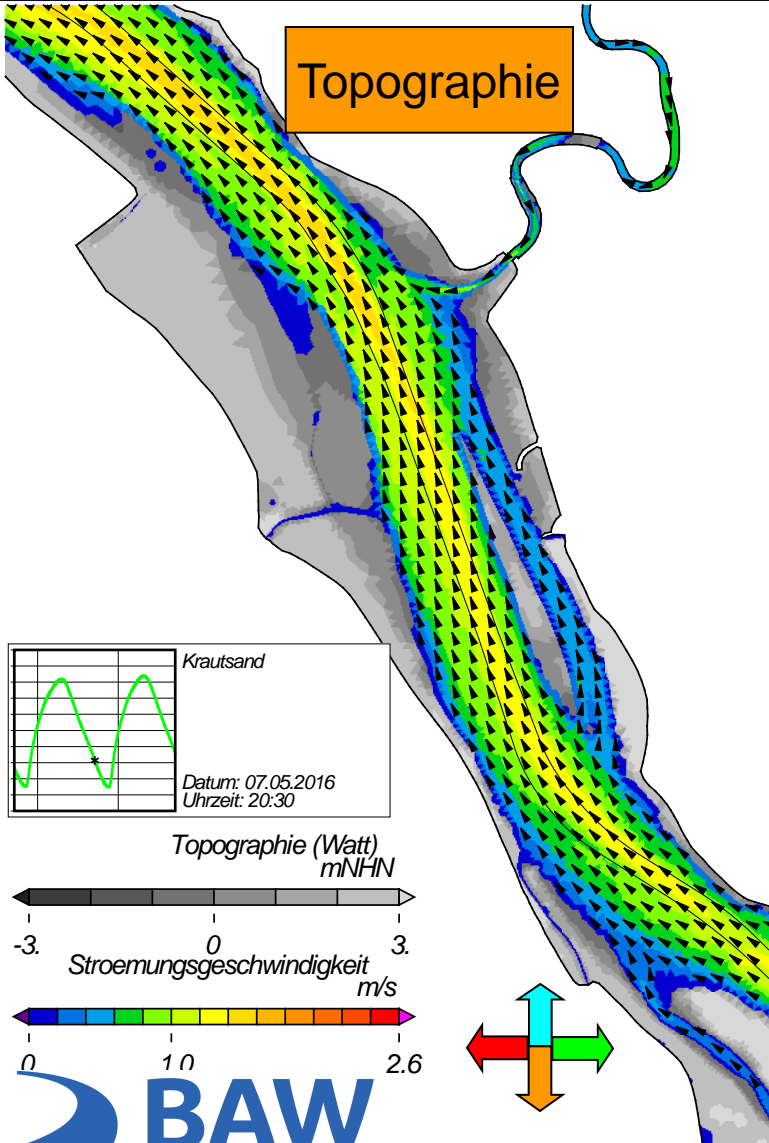 Topographie
Krautsand
Datum: 07.05.2016
Uhrzeit: 20:30
Topographie (Watt)
mNHN
-3. 0 3.
Stroemungsgeschwindigkeit
m/s
0 1.0 2.6
BAW